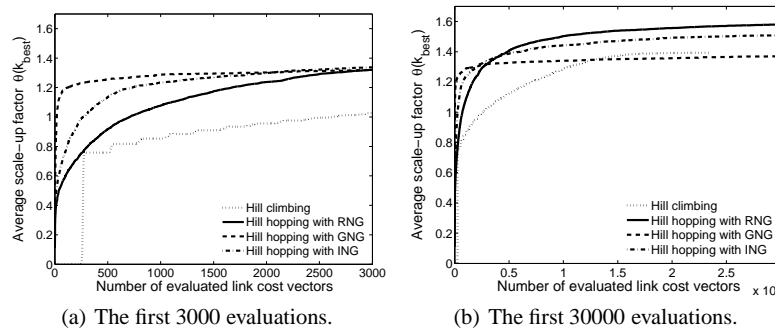 1.6
1.4
1.2
1
0.8
0.6
0.4
0.2
0
Average scale−up factor θ(k_best)
Hill climbing
Hill hopping with RNG
Hill hopping with GNG
Hill hopping with ING
0 500 1000 1500 2000 2500 3000
Number of evaluated link cost vectors
(a) The first 3000 evaluations.
1.6
1.4
1.2
1
0.8
0.6
0.4
0.2
0
Average scale−up factor θ(k_best)
Hill climbing
Hill hopping with RNG
Hill hopping with GNG
Hill hopping with ING
0 0.5 1 1.5 2 2.5
Number of evaluated link cost vectors
x 10
(b) The first 30000 evaluations.